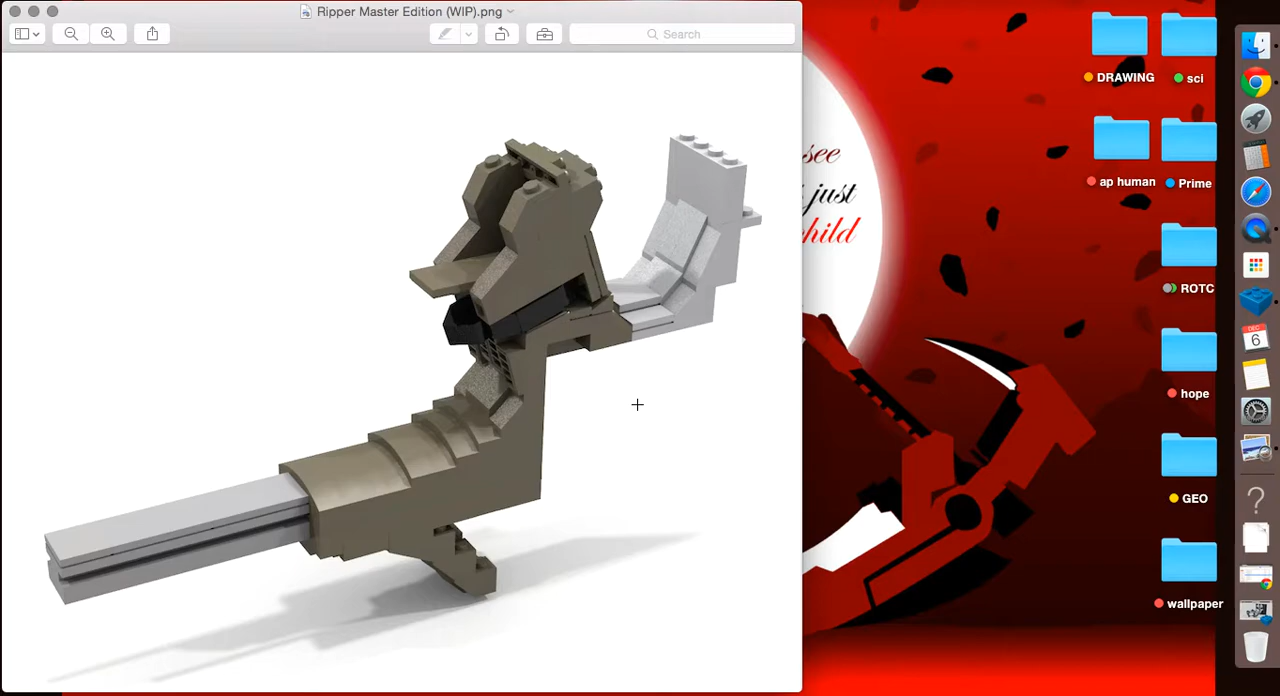 Ripper Master Edition (WIP).png
Search
DRAWING
sci
see
ap human
Prime
just
child
ROTC
hope
GEO
wallpaper
DEC
6